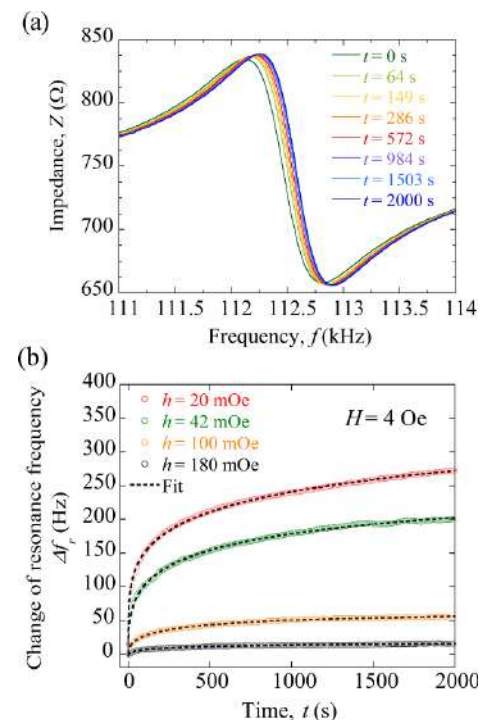 (a)
850
800
750
700
650
Impedance, Z (Ω)
t = 0 s
t = 64 s
t = 149 s
t = 286 s
t = 572 s
t = 984 s
t = 1503 s
t = 2000 s
111 111.5 112 112.5 113 113.5 114
Frequency, f (kHz)
(b)
400
350
300
250
200
150
100
50
0
Change of resonance frequency
Δfr (Hz)
h = 20 mOe
h = 42 mOe
h = 100 mOe
h = 180 mOe
Fit
H = 4 Oe
0 500 1000 1500 2000
Time, t (s)